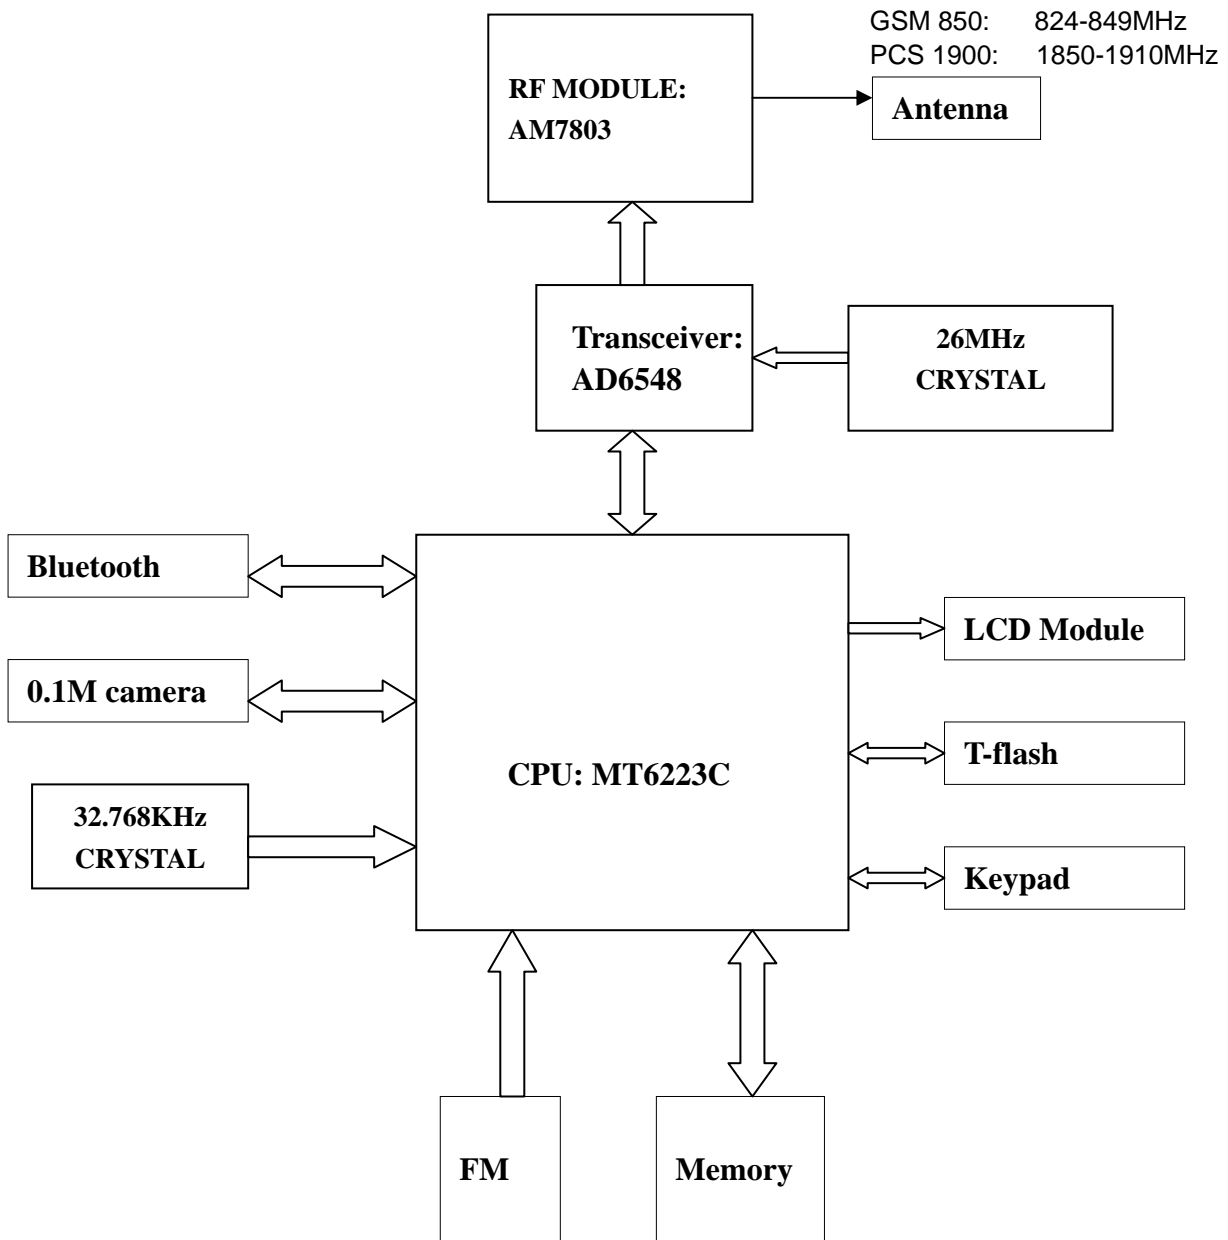 GSM 850: 824-849MHz
PCS 1900: 1850-1910MHz
RF MODULE:
AM7803
Antenna
Transceiver:
AD6548
26MHz
CRYSTAL
Bluetooth
LCD Module
0.1M camera
T-flash
CPU: MT6223C
32.768KHz
CRYSTAL
Keypad
FM
Memory